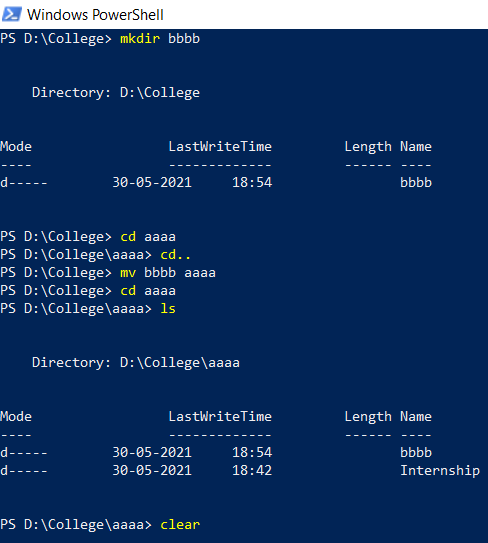 Windows PowerShell
PS D:\College> mkdir bbbb
    Directory: D:\College
Mode                 LastWriteTime         Length Name
----                 -------------         ------ ----
d-----        30-05-2021     18:54                bbbb
PS D:\College> cd aaaa
PS D:\College\aaaa> cd..
PS D:\College> mv bbbb aaaa
PS D:\College> cd aaaa
PS D:\College\aaaa> ls
    Directory: D:\College\aaaa
Mode                 LastWriteTime         Length Name
----                 -------------         ------ ----
d-----        30-05-2021     18:54                bbbb
d-----        30-05-2021     18:42                Internship
PS D:\College\aaaa> clear